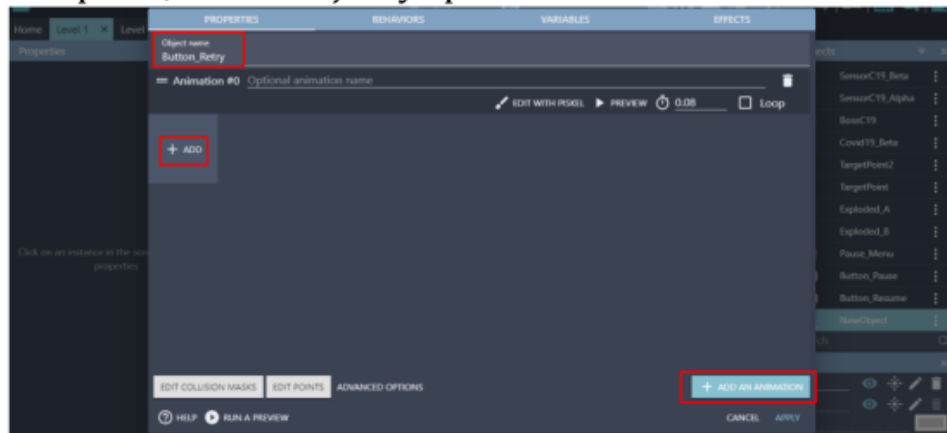 PROPERTIES BEHAVIORS VARIABLES EFFECTS
Home Level 1 × Level
Properties
Object name
Button_Retry
Animation #0 Optional animation name
EDIT WITH PISKEL PREVIEW 0.08 Loop
+ ADD
SensorC19_Beta
SensorC19_Alpha
BossC19
Covid19_Beta
TargetPoint2
TargetPoint
Exploded_A
Exploded_B
Click on an instance in the
properties
Pause_Menu
Button_Pause
Button_Resume
NewObject
EDIT COLLISION MASKS EDIT POINTS ADVANCED OPTIONS + ADD AN ANIMATION
HELP RUN A PREVIEW CANCEL APPLY